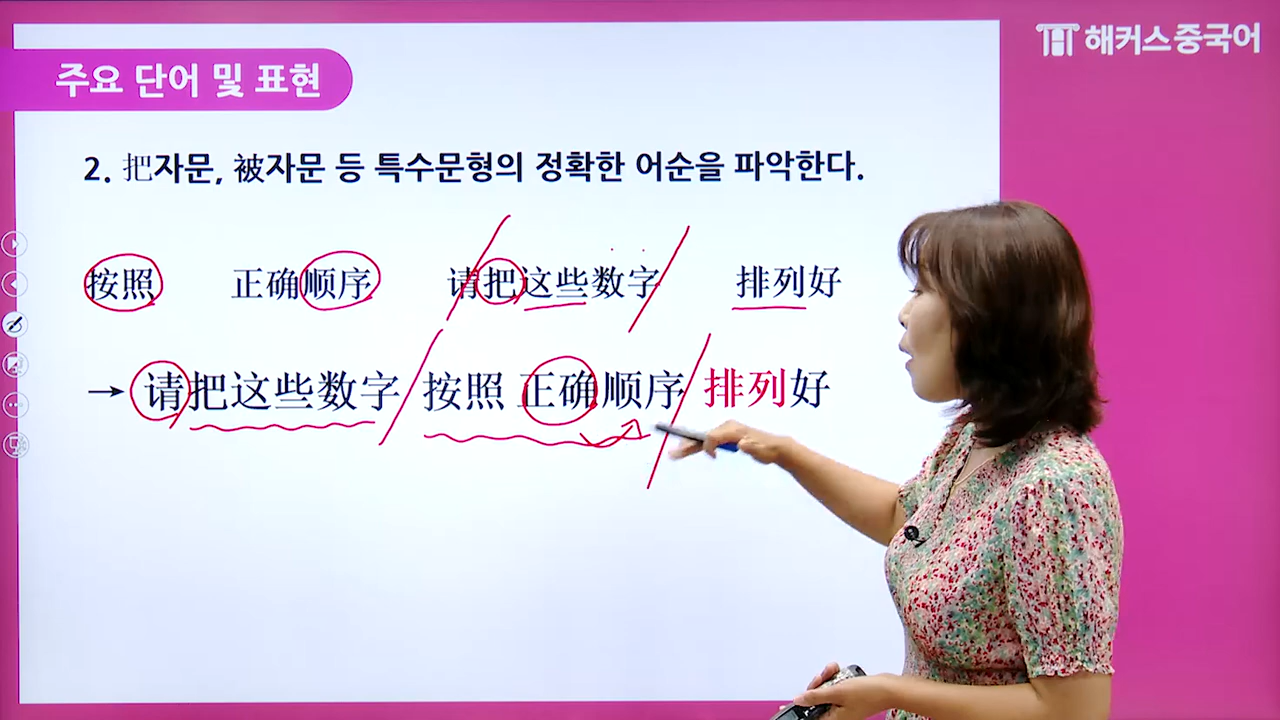 해커스중국어
주요 단어 및 표현
2. 把자문, 被자문 등 특수문형의 정확한 어순을 파악한다.
按照 正确顺序 请把这些数字 排列好
→ 请把这些数字 按照 正确顺序 排列好